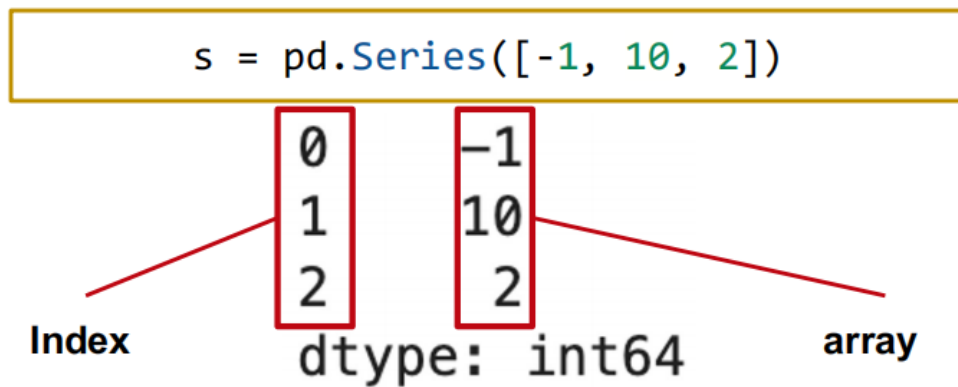 s = pd.Series([-1, 10, 2])
0 -1
1 10
2 2
Index array
dtype: int64